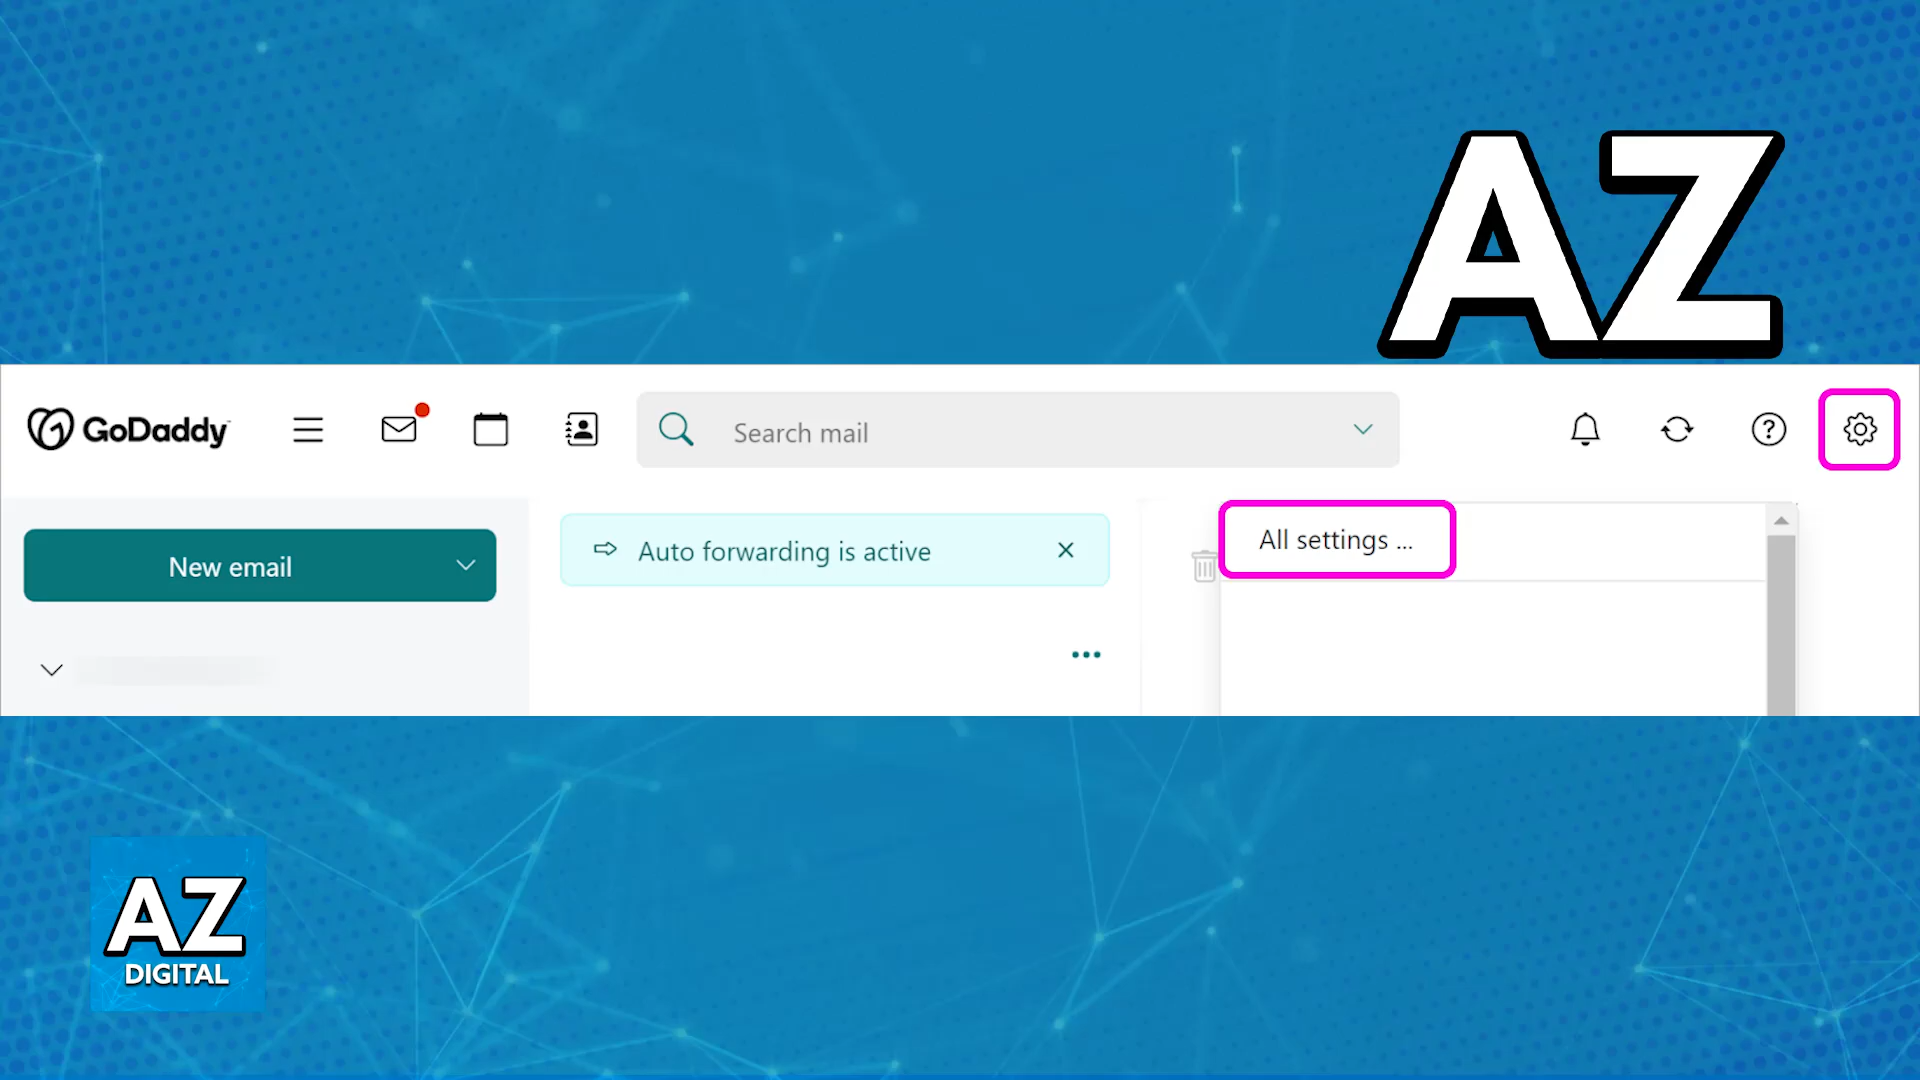 AZ
GoDaddy
Search mail
All settings ...
New email
Auto forwarding is active
AZ
DIGITAL